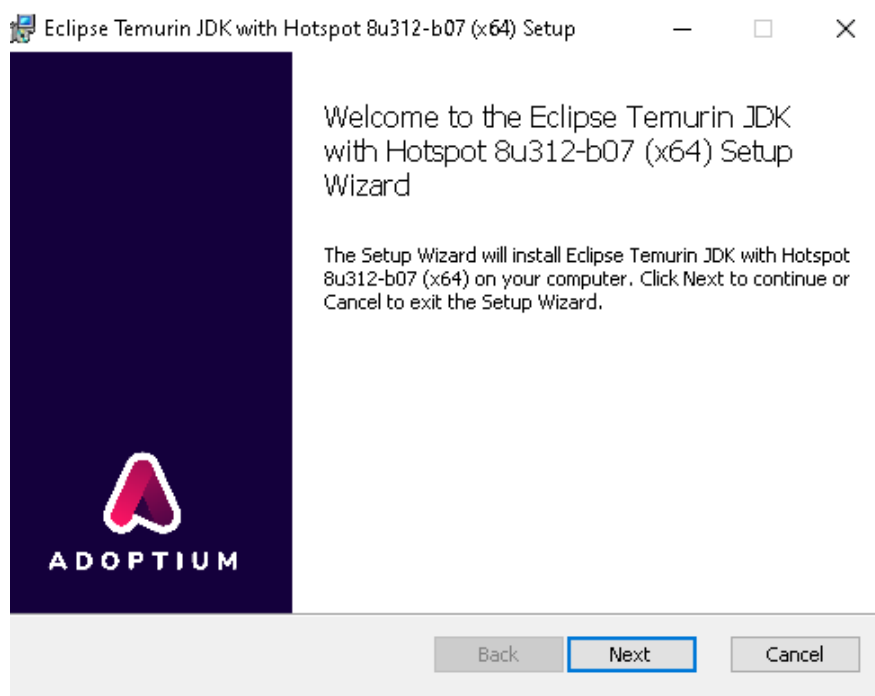 Eclipse Temurin JDK with Hotspot 8u312-b07 (x64) Setup
Welcome to the Eclipse Temurin JDK
with Hotspot 8u312-b07 (x64) Setup
Wizard
The Setup Wizard will install Eclipse Temurin JDK with Hotspot
8u312-b07 (x64) on your computer. Click Next to continue or
Cancel to exit the Setup Wizard.
ADOPTIUM
Back Next Cancel